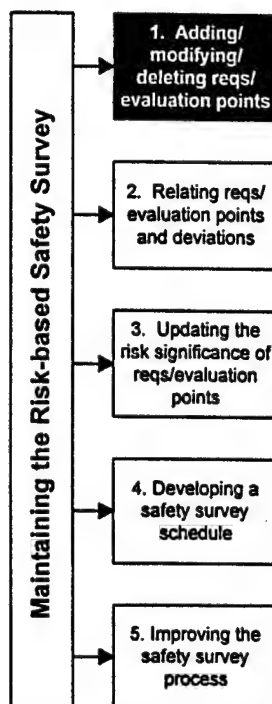 Maintaining the Risk-based Safety Survey
1. Adding/
modifying/
deleting reqs/
evaluation points
2. Relating reqs/
evaluation points
and deviations
3. Updating the
risk significance of
reqs/evaluation
points
4. Developing a
safety survey
schedule
5. Improving the
safety survey
process